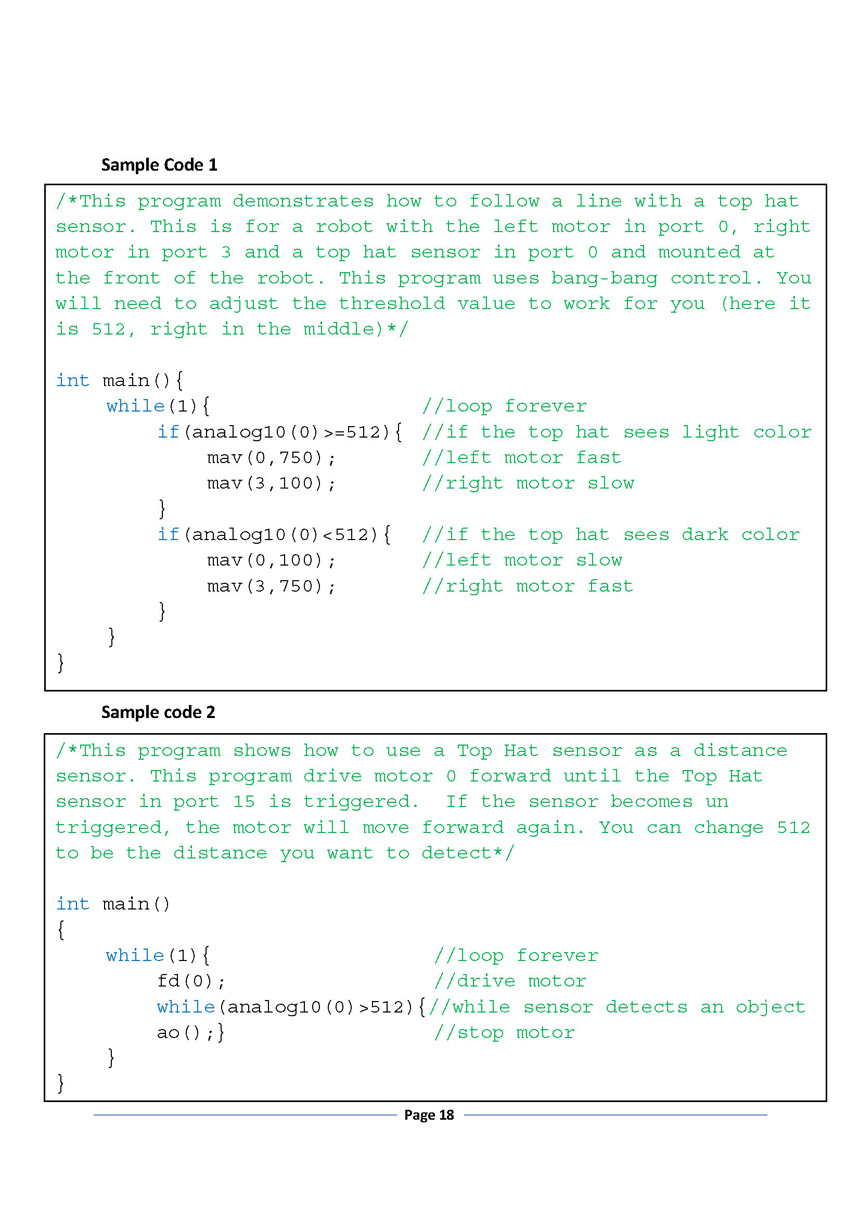 Sample Code 1
/*This program demonstrates how to follow a line with a top hat
sensor. This is for a robot with the left motor in port 0, right
motor in port 3 and a top hat sensor in port 0 and mounted at
the front of the robot. This program uses bang-bang control. You
will need to adjust the threshold value to work for you (here it
is 512, right in the middle)*/
int main(){
while(1){ //loop forever
if(analog10(0)>=512){ //if the top hat sees light color
mav(0,750); //left motor fast
mav(3,100); //right motor slow
}
if(analog10(0)<512){ //if the top hat sees dark color
mav(0,100); //left motor slow
mav(3,750); //right motor fast
}
}
}
Sample code 2
/*This program shows how to use a Top Hat sensor as a distance
sensor. This program drive motor 0 forward until the Top Hat
sensor in port 15 is triggered.  If the sensor becomes un
triggered, the motor will move forward again. You can change 512
to be the distance you want to detect*/
int main()
{
while(1){ //loop forever
fd(0); //drive motor
while(analog10(0)>512){//while sensor detects an object
ao();} //stop motor
}
}
Page 18